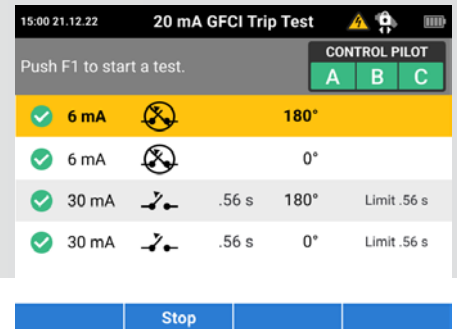 15:00 21.12.22 20 mA GFCI Trip Test
Push F1 to start a test.
CONTROL PILOT
A B C
6 mA 180°
6 mA 0°
30 mA .56 s 180° Limit .56 s
30 mA .56 s 0° Limit .56 s
Stop